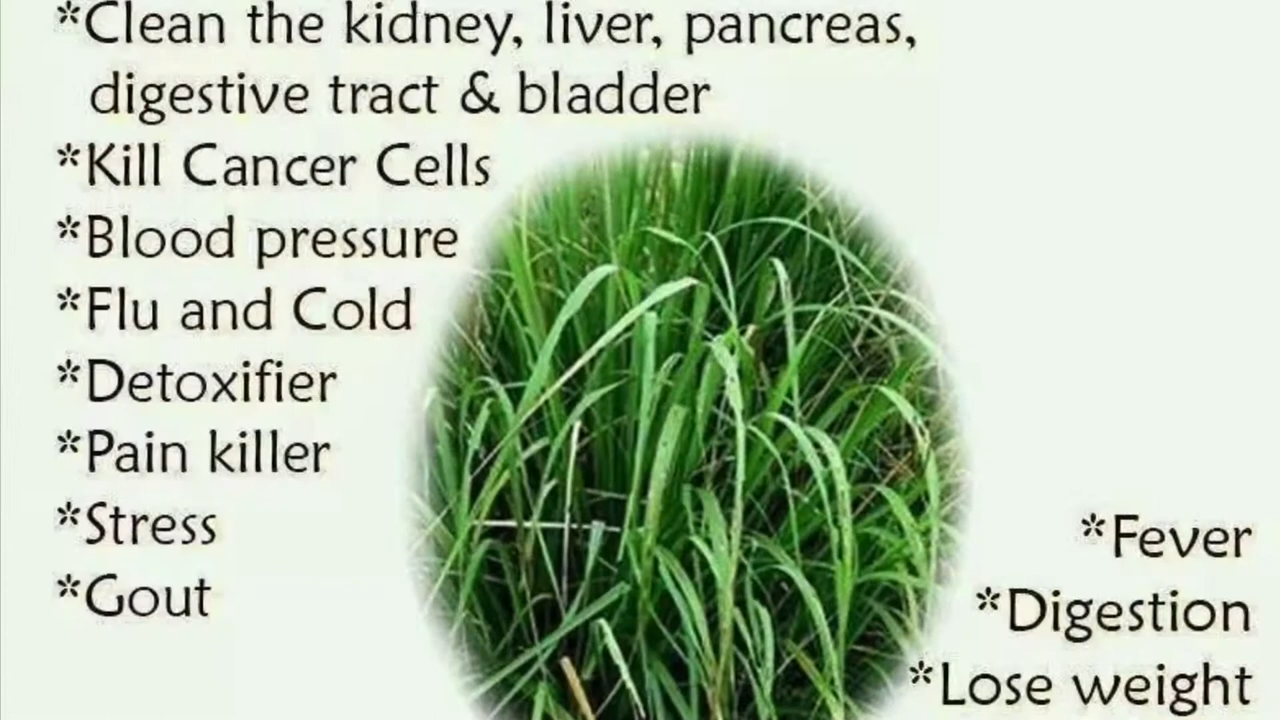 *Clean the kidney, liver, pancreas,
digestive tract & bladder
*Kill Cancer Cells
*Blood pressure
*Flu and Cold
*Detoxifier
*Pain killer
*Stress
*Gout
*Fever
*Digestion
*Lose weight